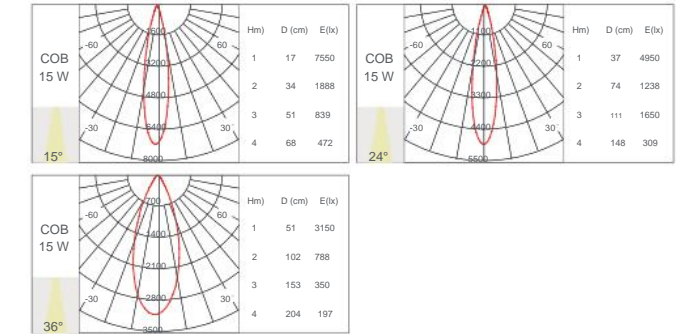 COB
15 W
15°
-60
60
-30
30
1600
3200
4800
6400
8000
Hm) D (cm) E(lx)
1 17 7550
2 34 1888
3 51 839
4 68 472
COB
15 W
24°
-60
60
-30
30
1100
2200
3300
4400
5500
Hm) D (cm) E(lx)
1 37 4950
2 74 1238
3 111 1650
4 148 309
COB
15 W
36°
-60
60
-30
30
700
1400
2100
2800
3500
Hm) D (cm) E(lx)
1 51 3150
2 102 788
3 153 350
4 204 197